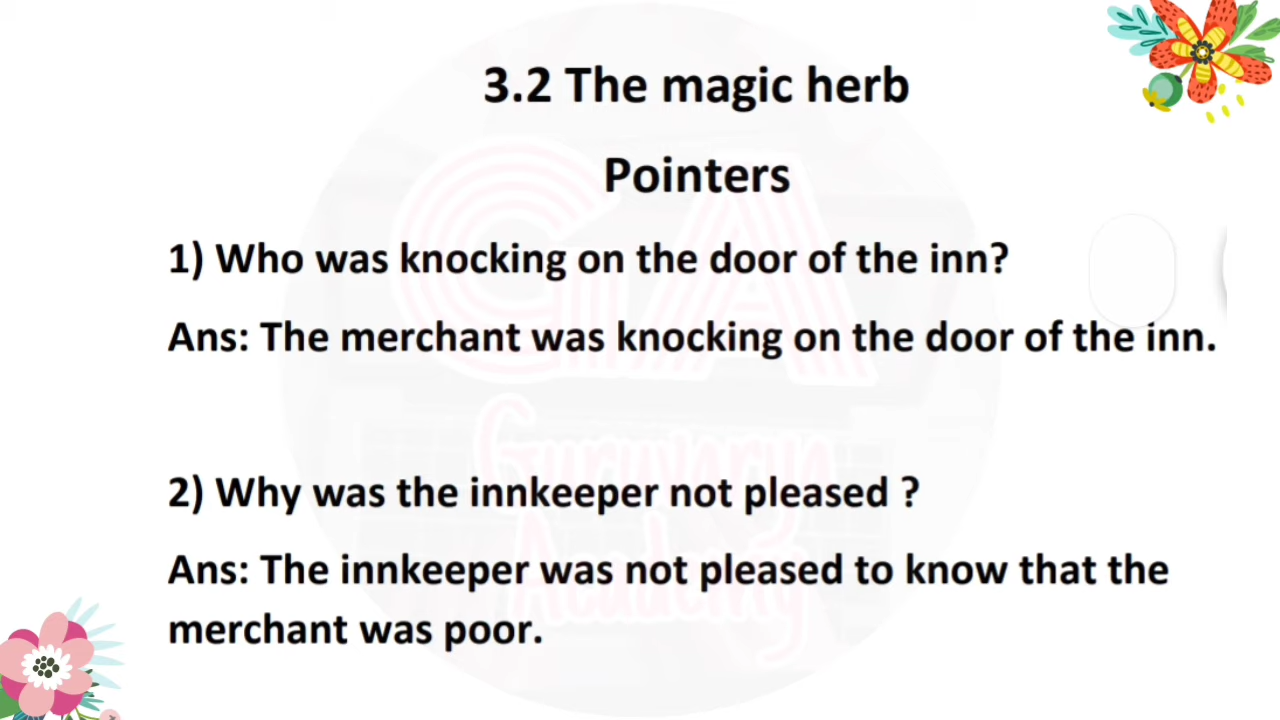 3.2 The magic herb
Pointers
1) Who was knocking on the door of the inn?
Ans: The merchant was knocking on the door of the inn.
GA
2) Why was the innkeeper not pleased ?
Academy
Ans: The innkeeper was not pleased to know that the
merchant was poor.